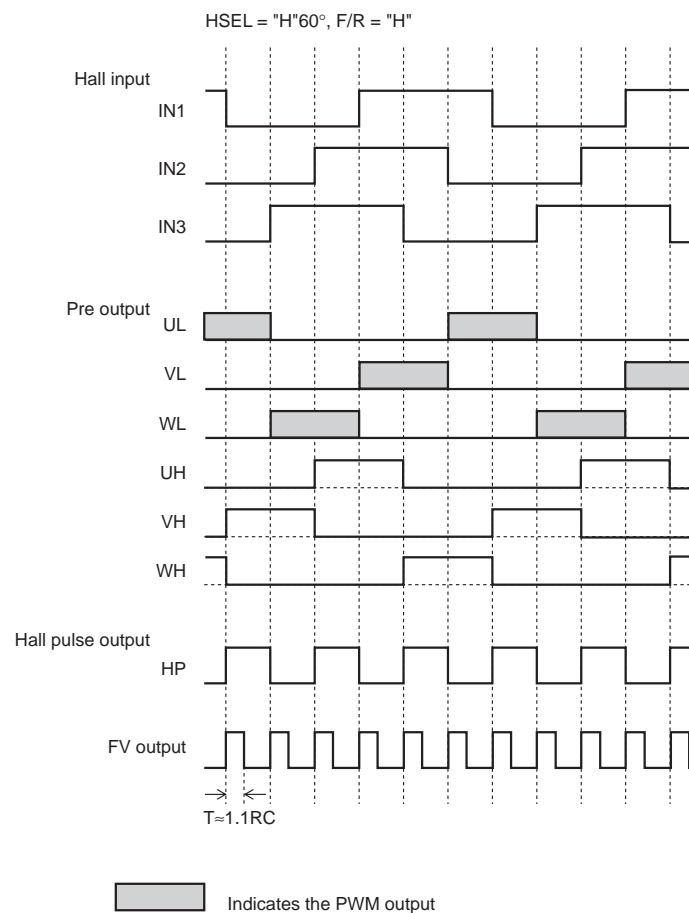 HSEL = "H"60°, F/R = "H"
Hall input
IN1
IN2
IN3
Pre output
UL
VL
WL
UH
VH
WH
Hall pulse output
HP
FV output
T≈1.1RC
Indicates the PWM output